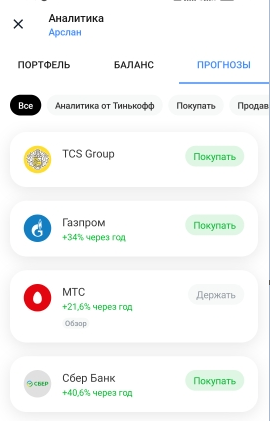 Аналитика
Арслан
ПОРТФЕЛЬ БАЛАНС ПРОГНОЗЫ
Все Аналитика от Тинькофф Покупать Продав
TCS Group Покупать
Газпром Покупать
+34% через год
МТС Держать
+21,6% через год
Обзор
СБЕР Сбер Банк Покупать
+40,6% через год